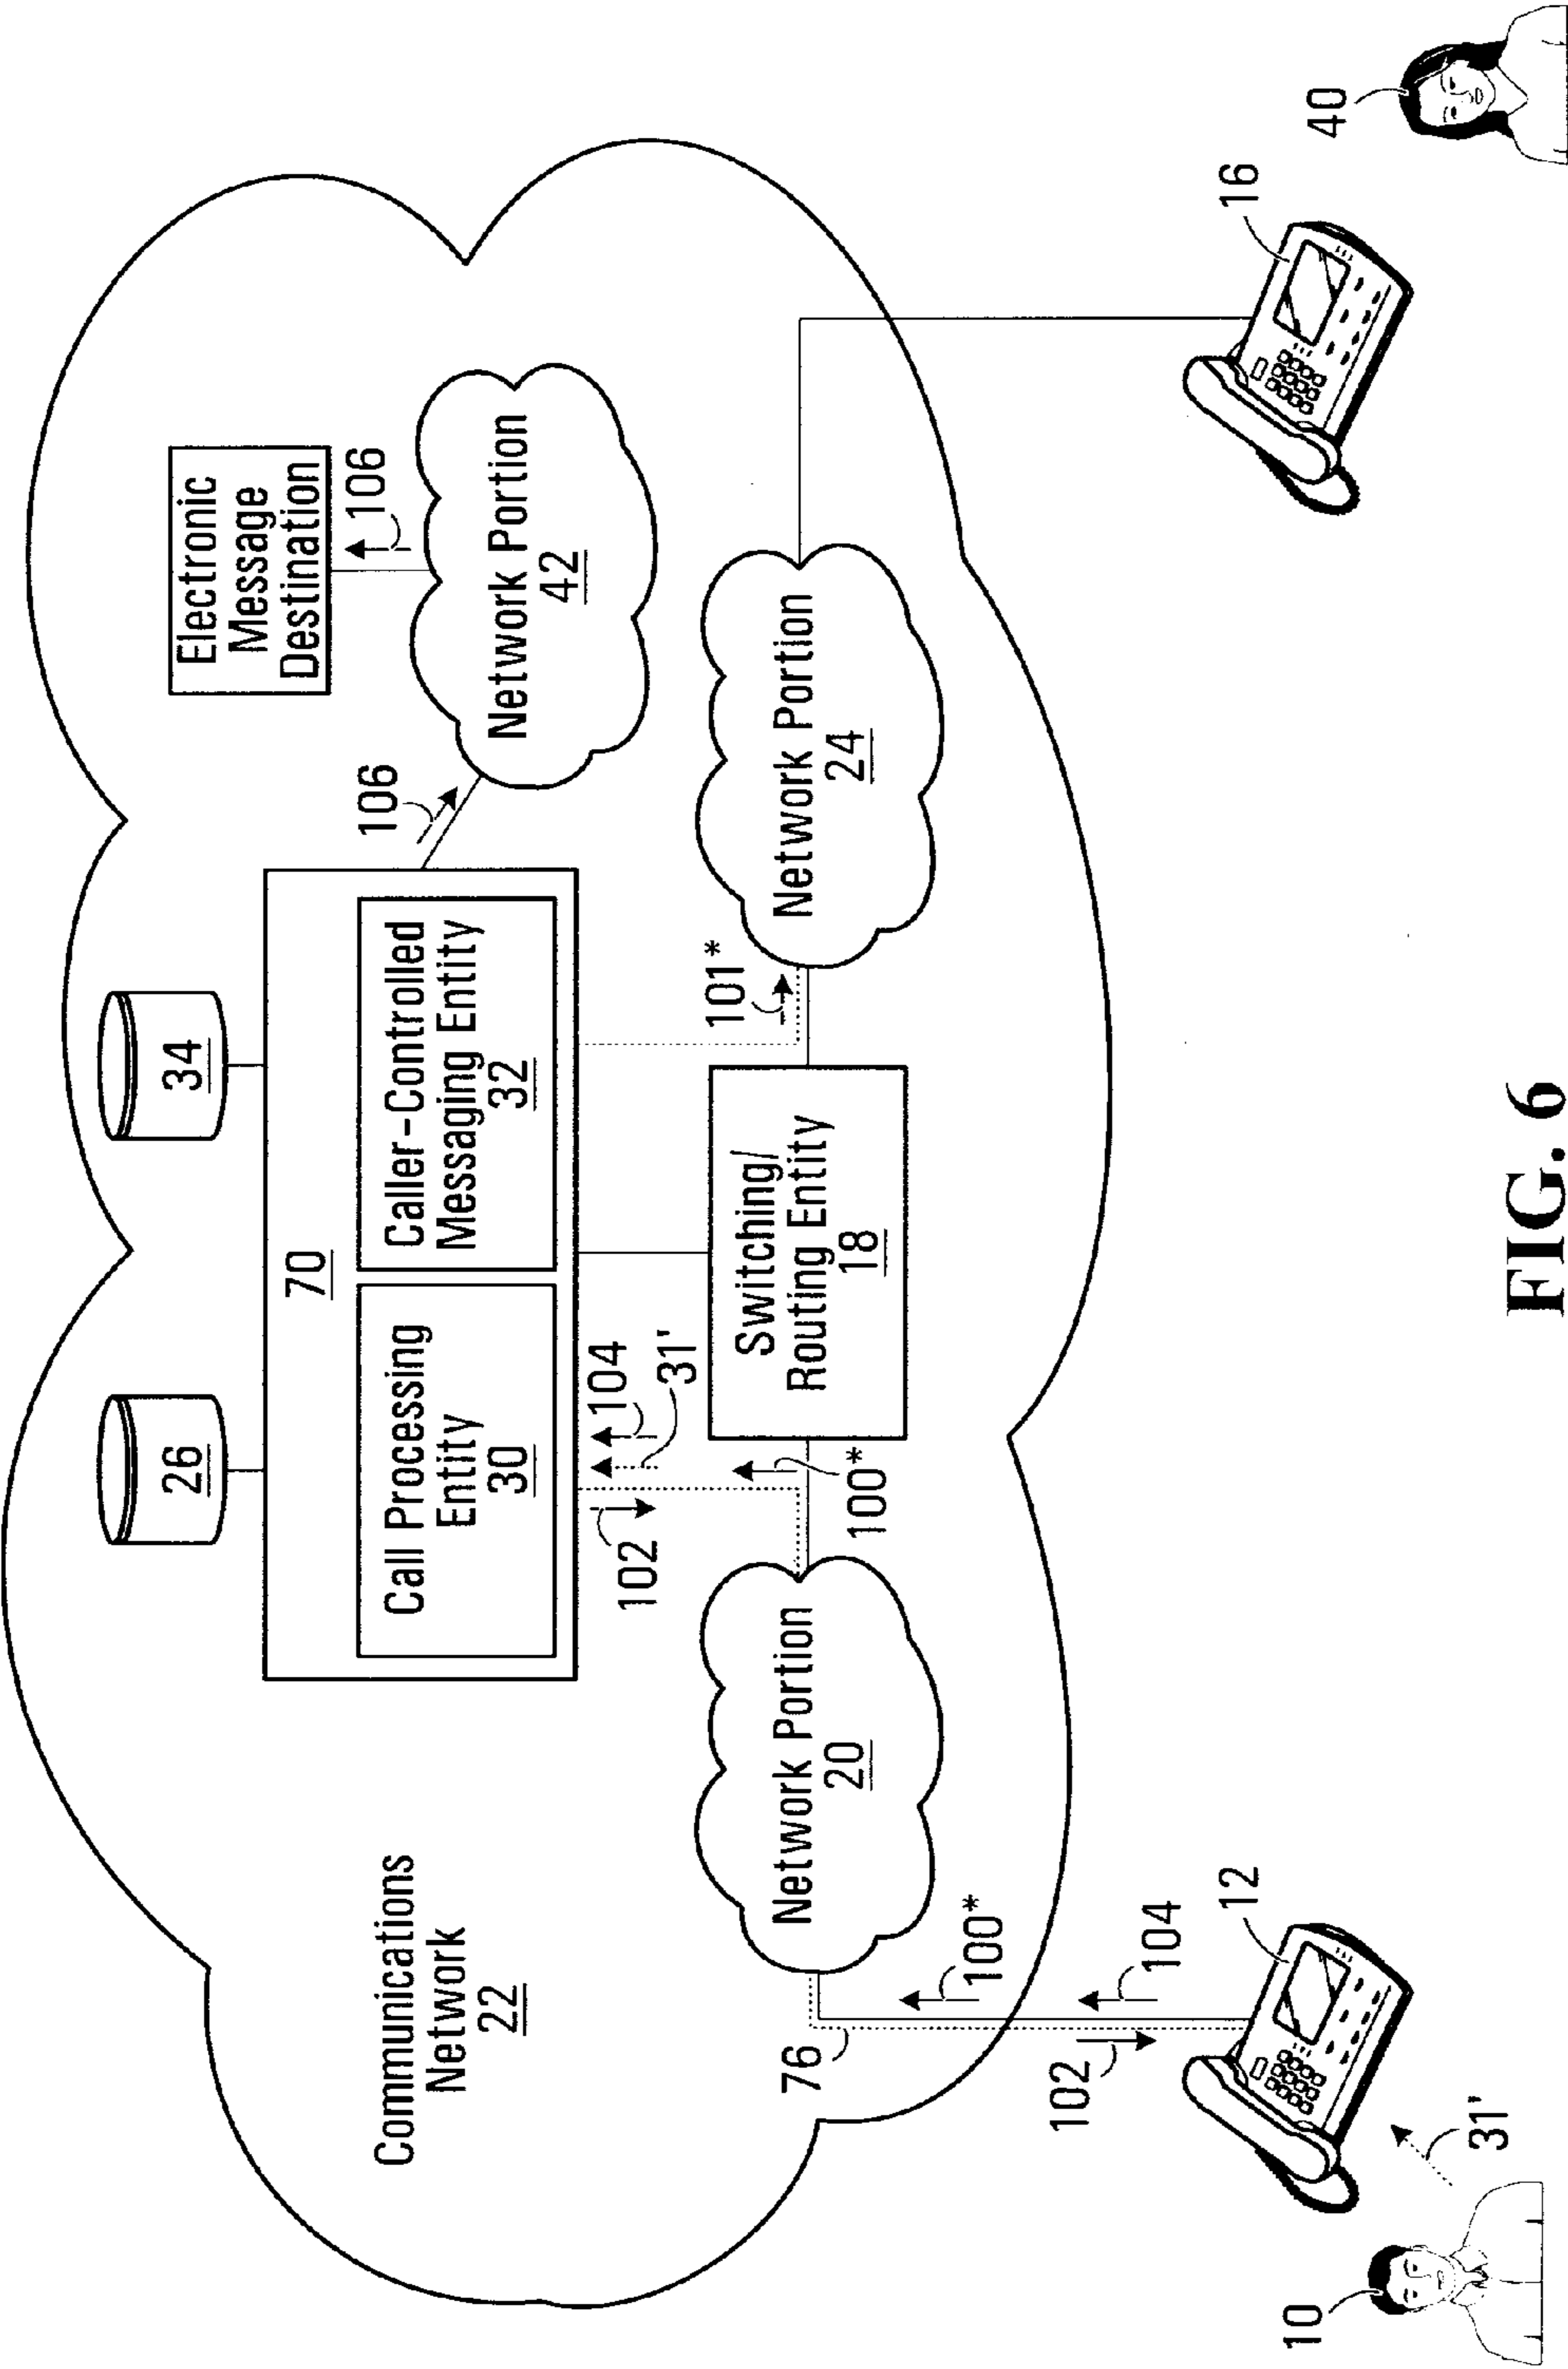 Communications
Network
22
26
34
70
Call Processing
Entity
30
Caller-Controlled
Messaging Entity
32
Electronic
Message
Destination
106
106
Network Portion
42
102
104
31'
100*
101*
Switching/
Routing Entity
18
Network Portion
20
Network Portion
24
76
100*
102
104
12
16
10
31'
40
FIG. 6